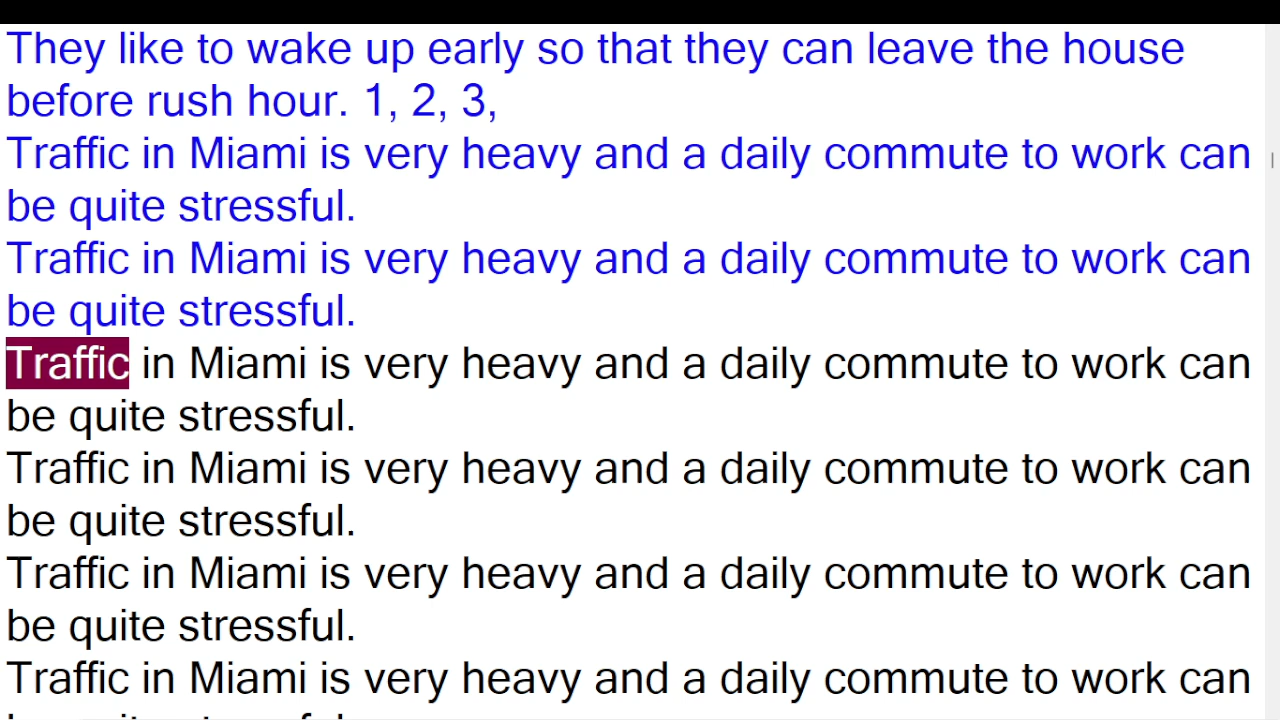 They like to wake up early so that they can leave the house
before rush hour. 1, 2, 3,
Traffic in Miami is very heavy and a daily commute to work can
be quite stressful.
Traffic in Miami is very heavy and a daily commute to work can
be quite stressful.
Traffic in Miami is very heavy and a daily commute to work can
be quite stressful.
Traffic in Miami is very heavy and a daily commute to work can
be quite stressful.
Traffic in Miami is very heavy and a daily commute to work can
be quite stressful.
Traffic in Miami is very heavy and a daily commute to work can